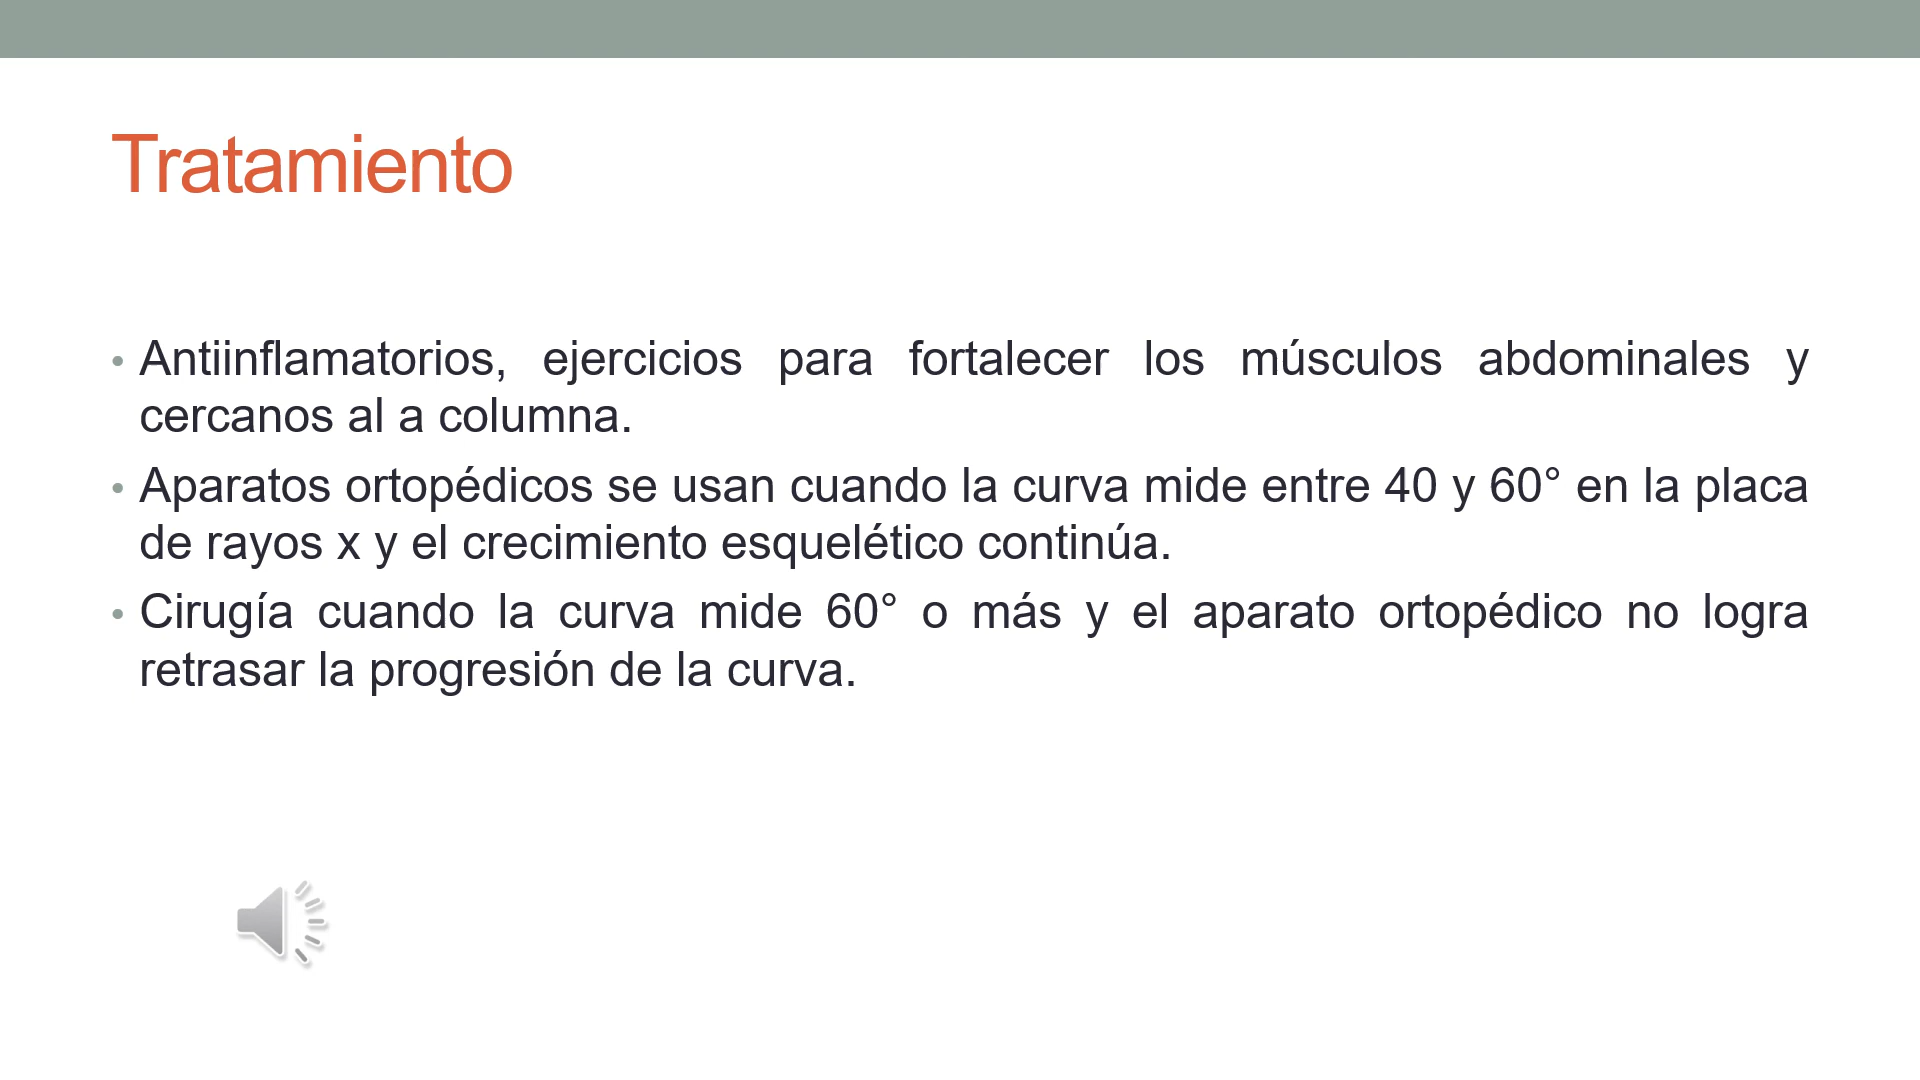 Tratamiento
• Antiinflamatorios, ejercicios para fortalecer los músculos abdominales y
cercanos al a columna.
• Aparatos ortopédicos se usan cuando la curva mide entre 40 y 60° en la placa
de rayos x y el crecimiento esquelético continúa.
• Cirugía cuando la curva mide 60° o más y el aparato ortopédico no logra
retrasar la progresión de la curva.